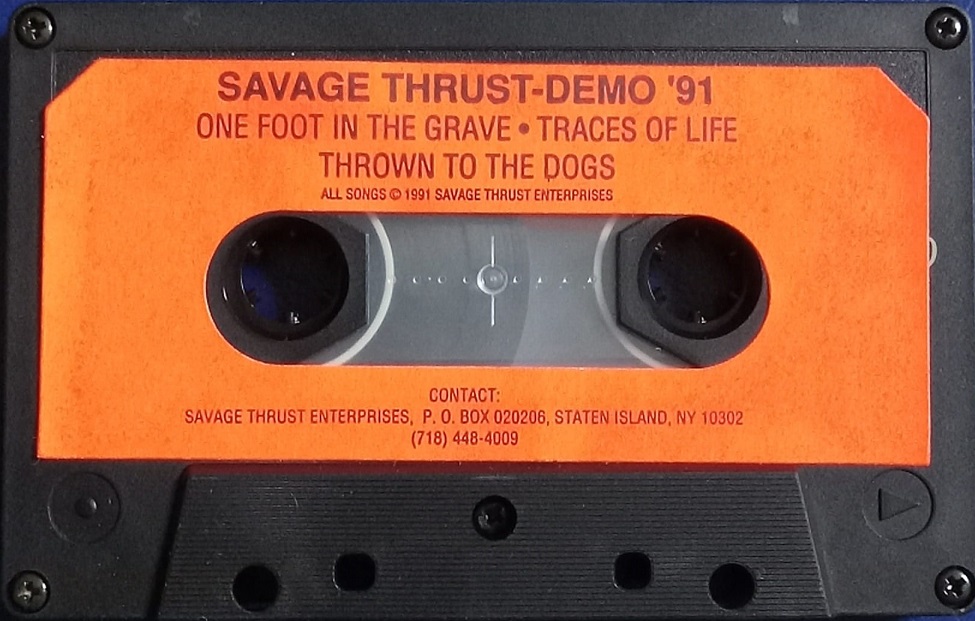 SAVAGE THRUST-DEMO '91
ONE FOOT IN THE GRAVE • TRACES OF LIFE
THROWN TO THE DOGS
ALL SONGS © 1991 SAVAGE THRUST ENTERPRISES
CONTACT:
SAVAGE THRUST ENTERPRISES, P. O. BOX 020206, STATEN ISLAND, NY 10302
(718) 448-4009